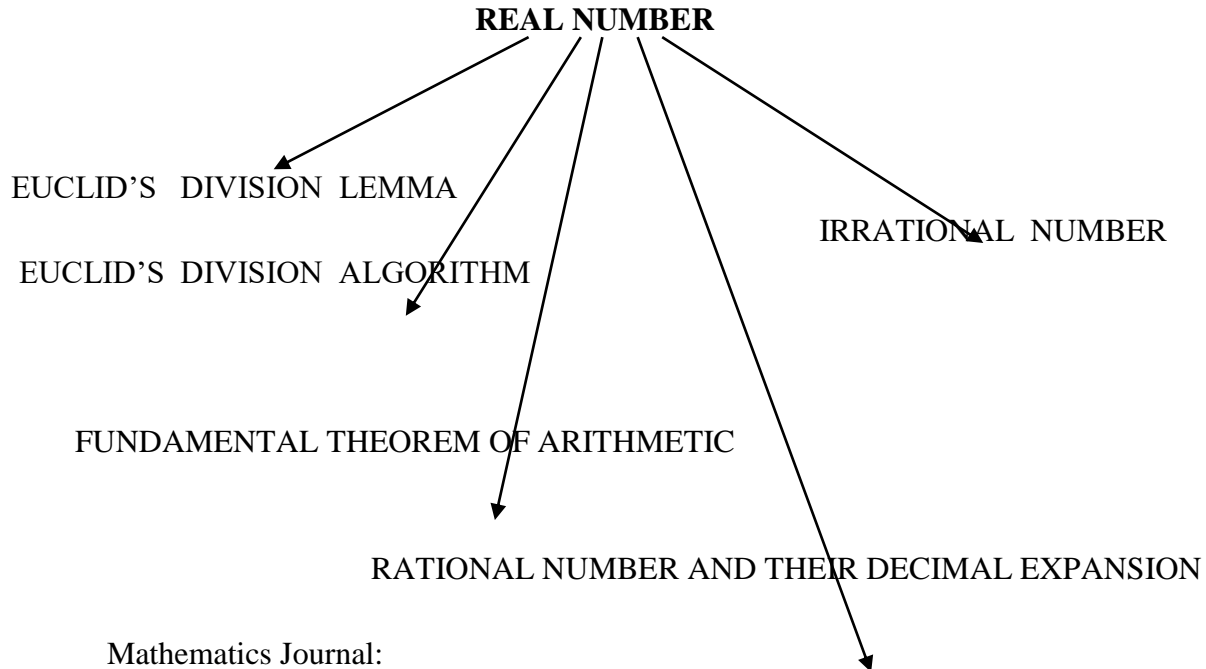 REAL NUMBER
EUCLID’S DIVISION LEMMA
IRRATIONAL NUMBER
EUCLID’S DIVISION ALGORITHM
FUNDAMENTAL THEOREM OF ARITHMETIC
RATIONAL NUMBER AND THEIR DECIMAL EXPANSION
Mathematics Journal: